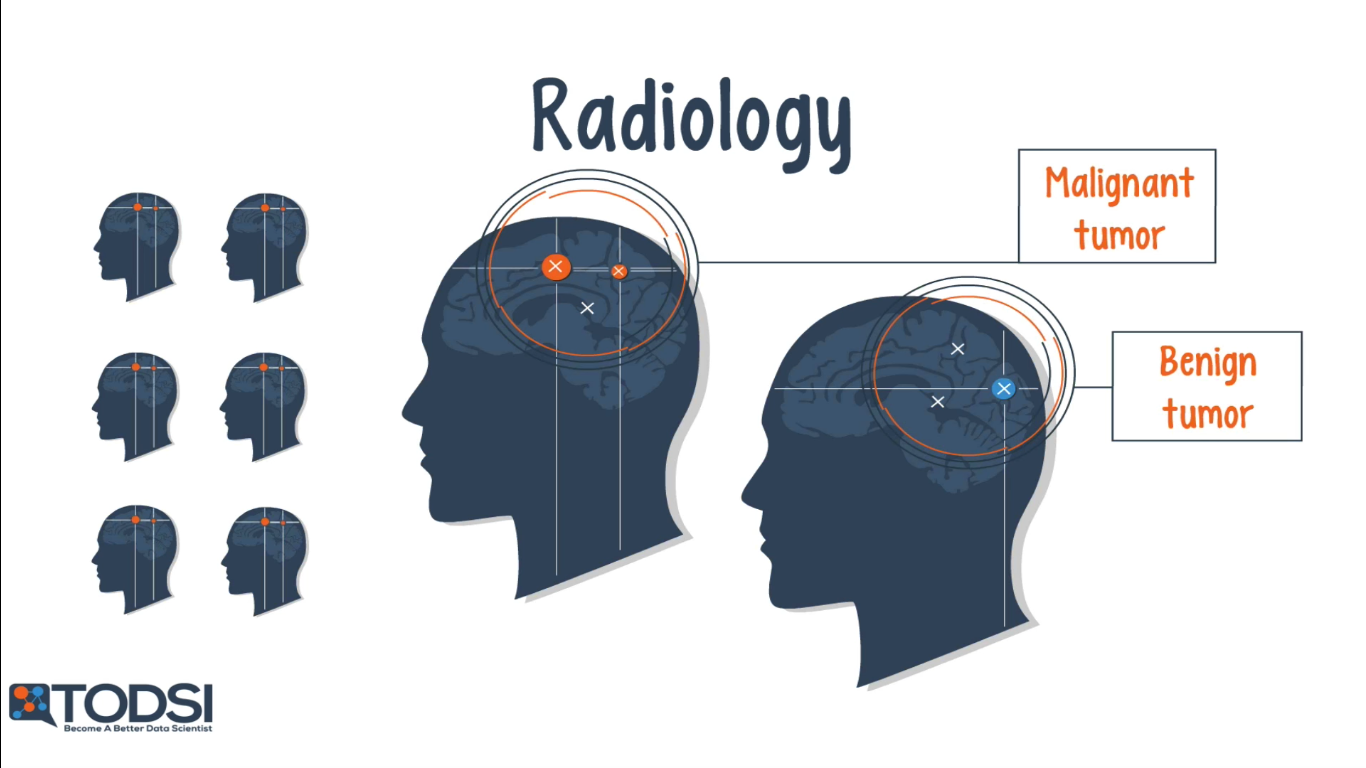 Radiology
Malignant
tumor
Benign
tumor
TODSI
Become A Better Data Scientist